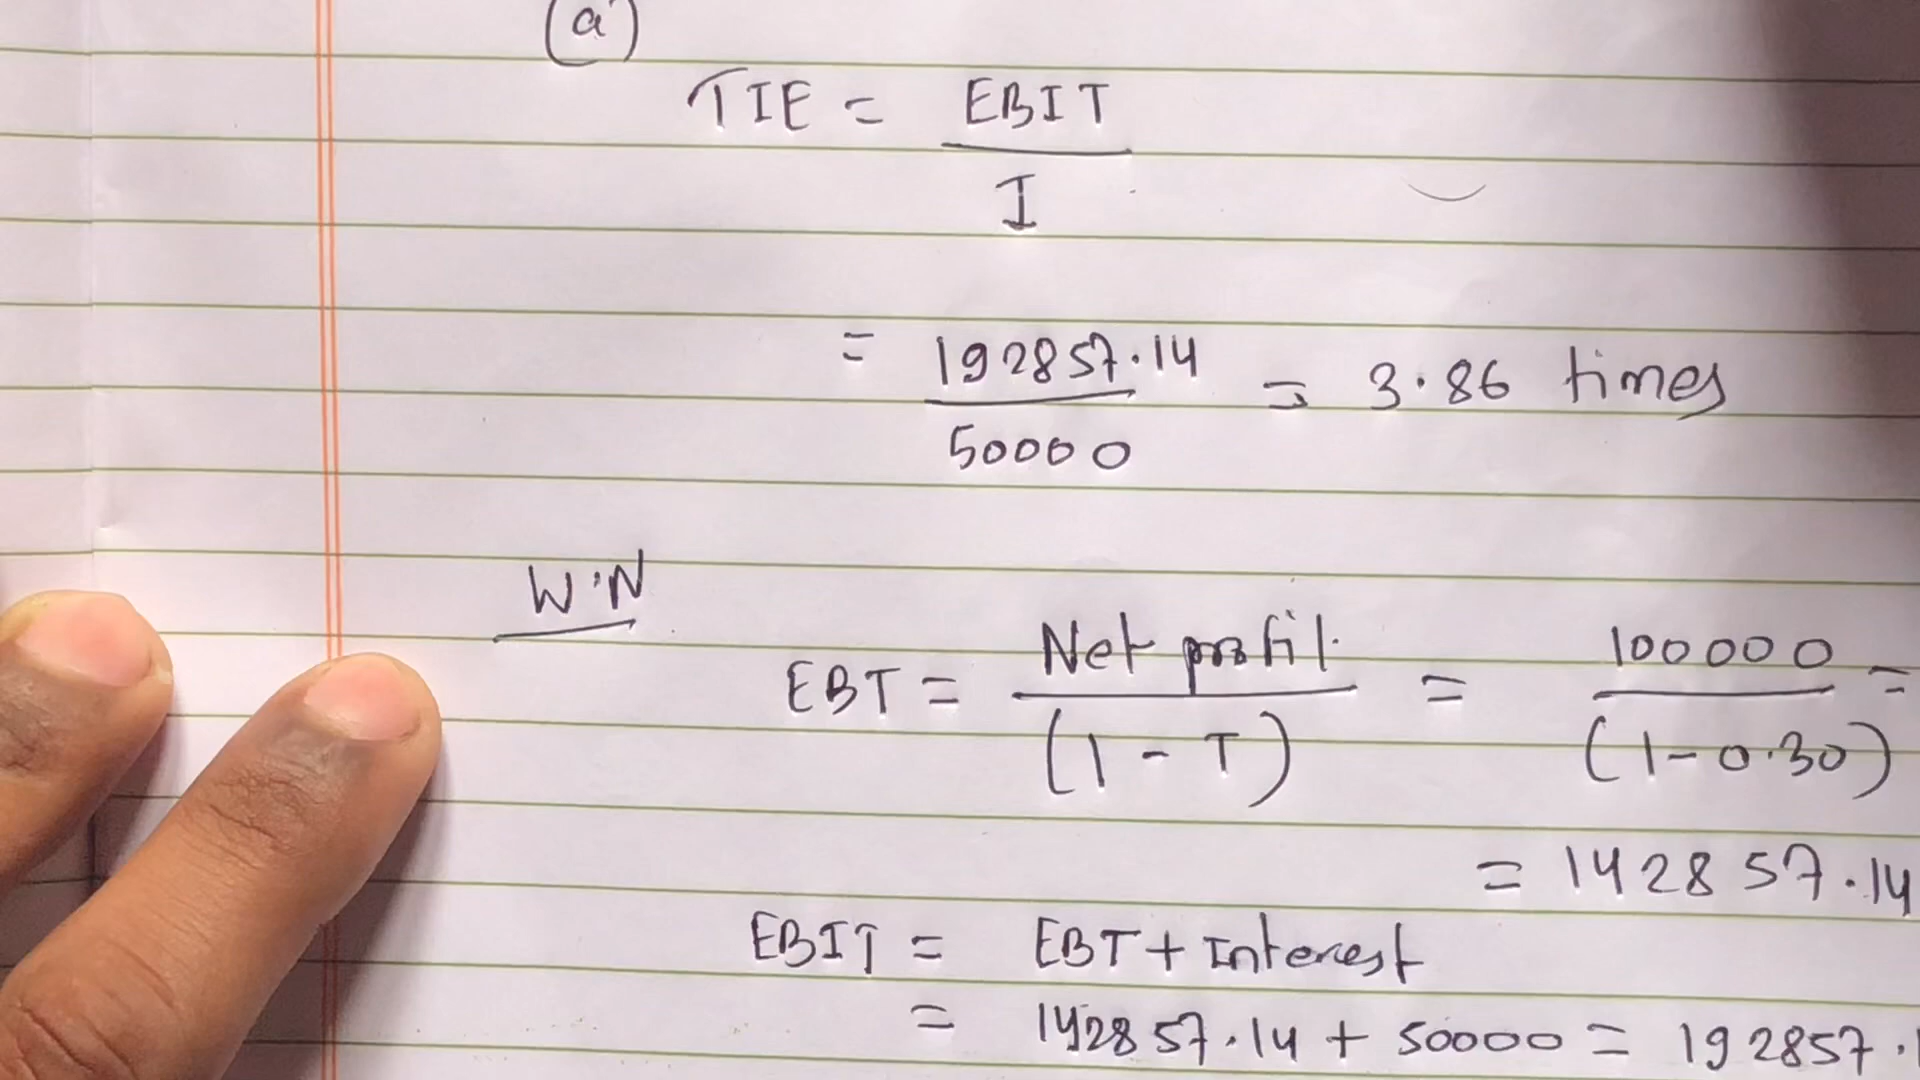 (a)
TIE = EBIT / I
= 192857.14 / 50000 = 3.86 times
W.N
EBT = Net profit / (1 - T) = 100000 / (1 - 0.30) =
= 142857.14
EBIT = EBT + Interest
= 142857.14 + 50000 = 192857.